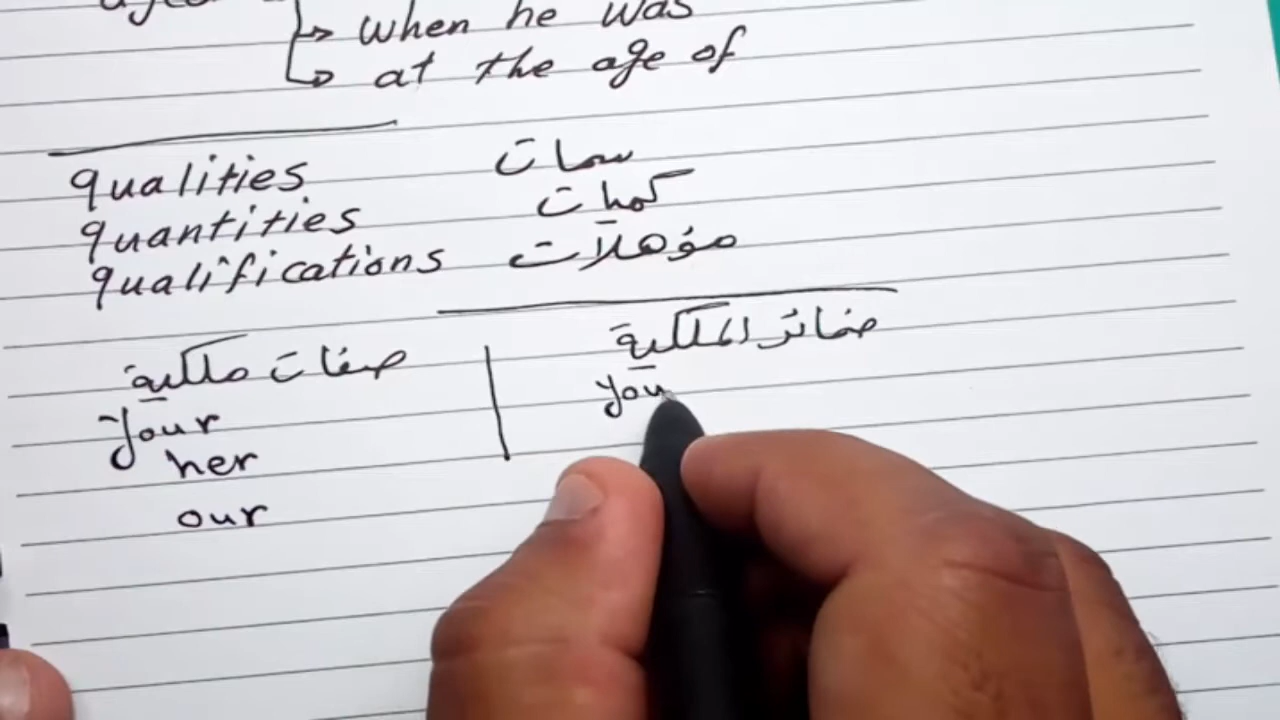 when he was
at the age of
qualities سمات
quantities كميات
qualifications مؤهلات
صفات ملكية ضمائر الملكية
your you
her
our